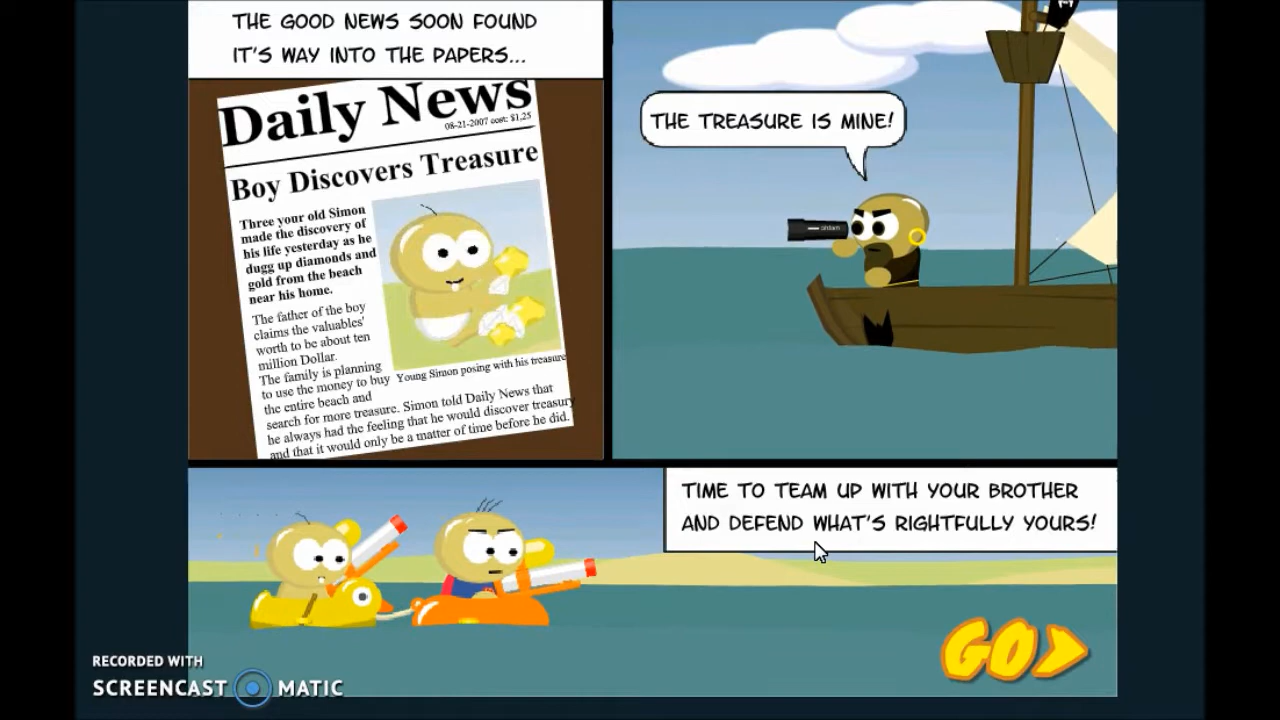 THE GOOD NEWS SOON FOUND
IT'S WAY INTO THE PAPERS...
Daily News
08-21-2007 cost: $1,25
Boy Discovers Treasure
Three your old Simon
made the discovery of
his life yesterday as he
dugg up diamonds and
gold from the beach
near his home.
The father of the boy
claims the valuables'
worth to be about ten
million Dollar.
The family is planning
to use the money to buy
the entire beach and
search for more treasure. Simon told Daily News that
he always had the feeling that he would discover treasury
and that it would only be a matter of time before he did.
Young Simon posing with his treasure
THE TREASURE IS MINE!
TIME TO TEAM UP WITH YOUR BROTHER
AND DEFEND WHAT'S RIGHTFULLY YOURS!
GO
RECORDED WITH
SCREENCAST MATIC